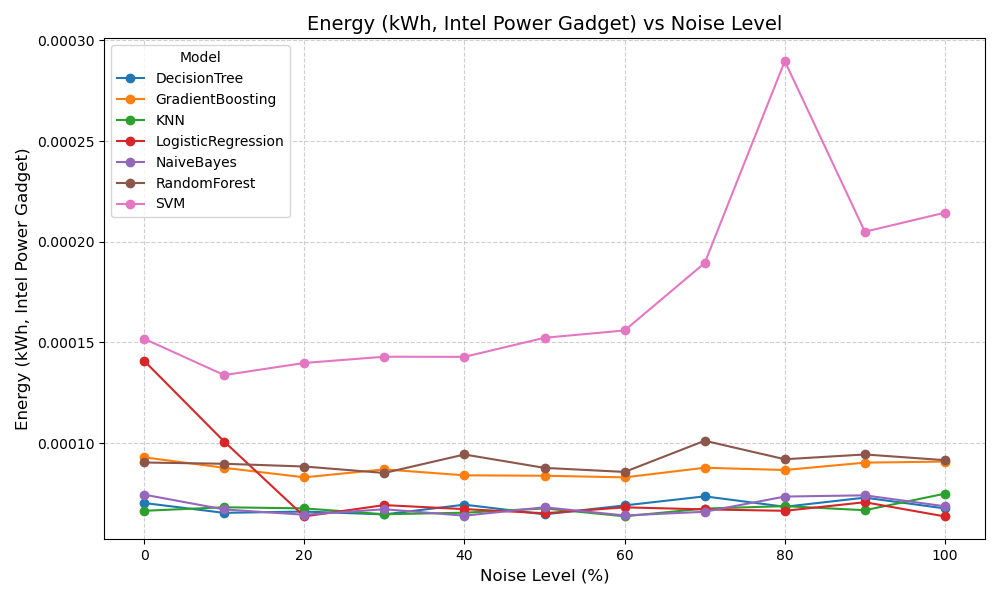 Energy (kWh, Intel Power Gadget) vs Noise Level
Energy (kWh, Intel Power Gadget)
0.00030
0.00025
0.00020
0.00015
0.00010
Model
DecisionTree
GradientBoosting
KNN
LogisticRegression
NaiveBayes
RandomForest
SVM
0 20 40 60 80 100
Noise Level (%)